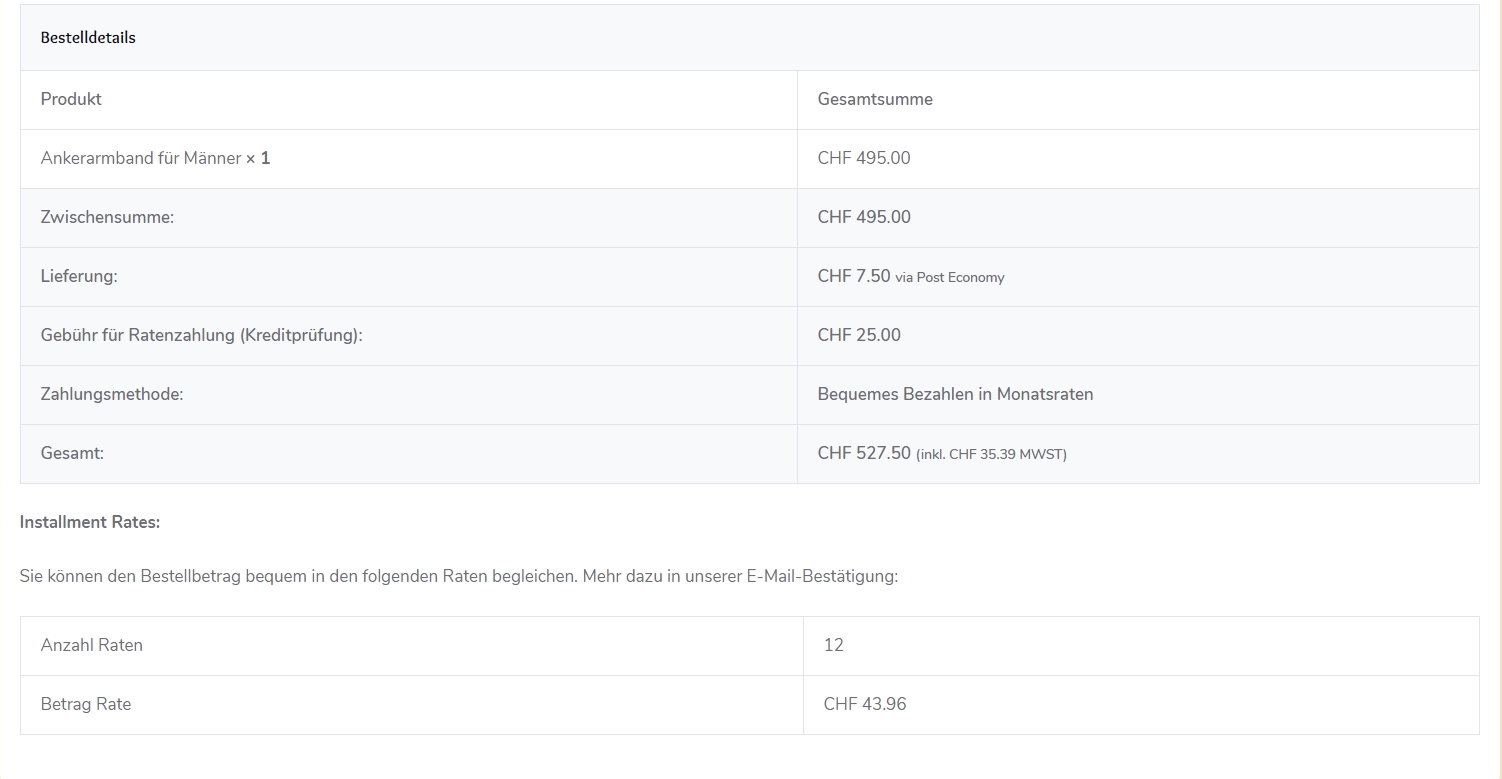 Bestelldetails
Produkt Gesamtsumme
Ankerarmband für Männer × 1 CHF 495.00
Zwischensumme: CHF 495.00
Lieferung: CHF 7.50 via Post Economy
Gebühr für Ratenzahlung (Kreditprüfung): CHF 25.00
Zahlungsmethode: Bequemes Bezahlen in Monatsraten
Gesamt: CHF 527.50 (inkl. CHF 35.39 MWST)
Installment Rates:
Sie können den Bestellbetrag bequem in den folgenden Raten begleichen. Mehr dazu in unserer E-Mail-Bestätigung:
Anzahl Raten 12
Betrag Rate CHF 43.96